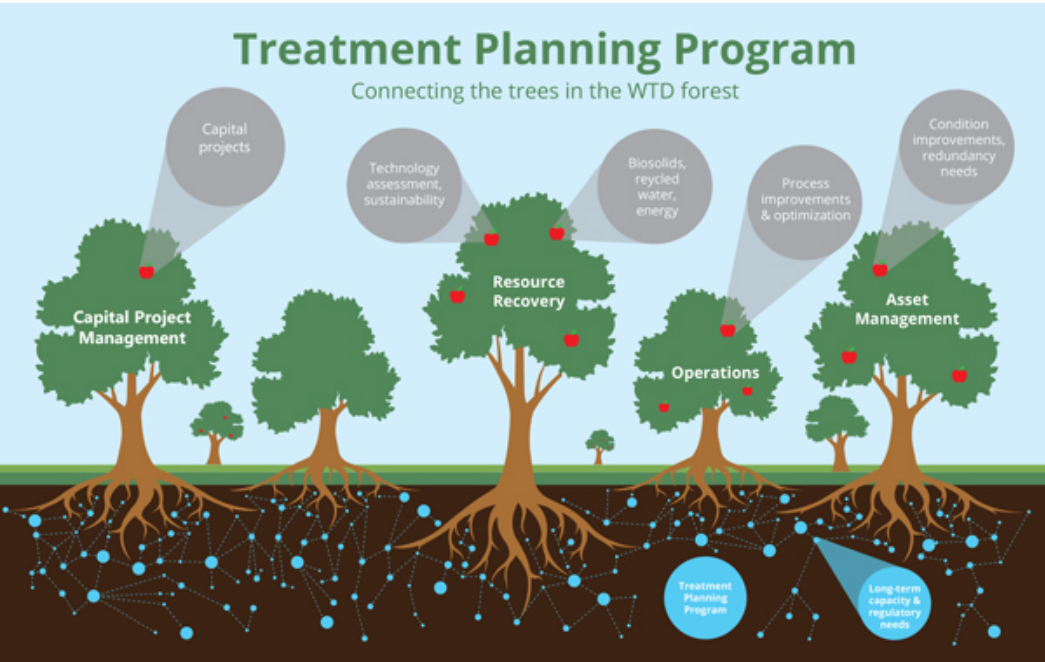 Treatment Planning Program
Connecting the trees in the WTD forest
Capital
projects
Technology
assessment,
sustainability
Biosolids,
reycled
water,
energy
Process
improvements
& optimization
Condition
improvements,
redundancy
needs
Capital Project
Management
Resource
Recovery
Operations
Asset
Management
Treatment
Planning
Program
Long-term
capacity &
regulatory
needs